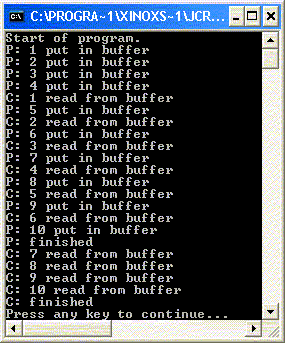 C:\PROGRA~1\XINOXS~1\JCR...
Start of program.
P: 1 put in buffer
P: 2 put in buffer
P: 3 put in buffer
P: 4 put in buffer
C: 1 read from buffer
P: 5 put in buffer
C: 2 read from buffer
P: 6 put in buffer
C: 3 read from buffer
P: 7 put in buffer
C: 4 read from buffer
P: 8 put in buffer
C: 5 read from buffer
P: 9 put in buffer
C: 6 read from buffer
P: 10 put in buffer
P: finished
C: 7 read from buffer
C: 8 read from buffer
C: 9 read from buffer
C: 10 read from buffer
C: finished
Press any key to continue...